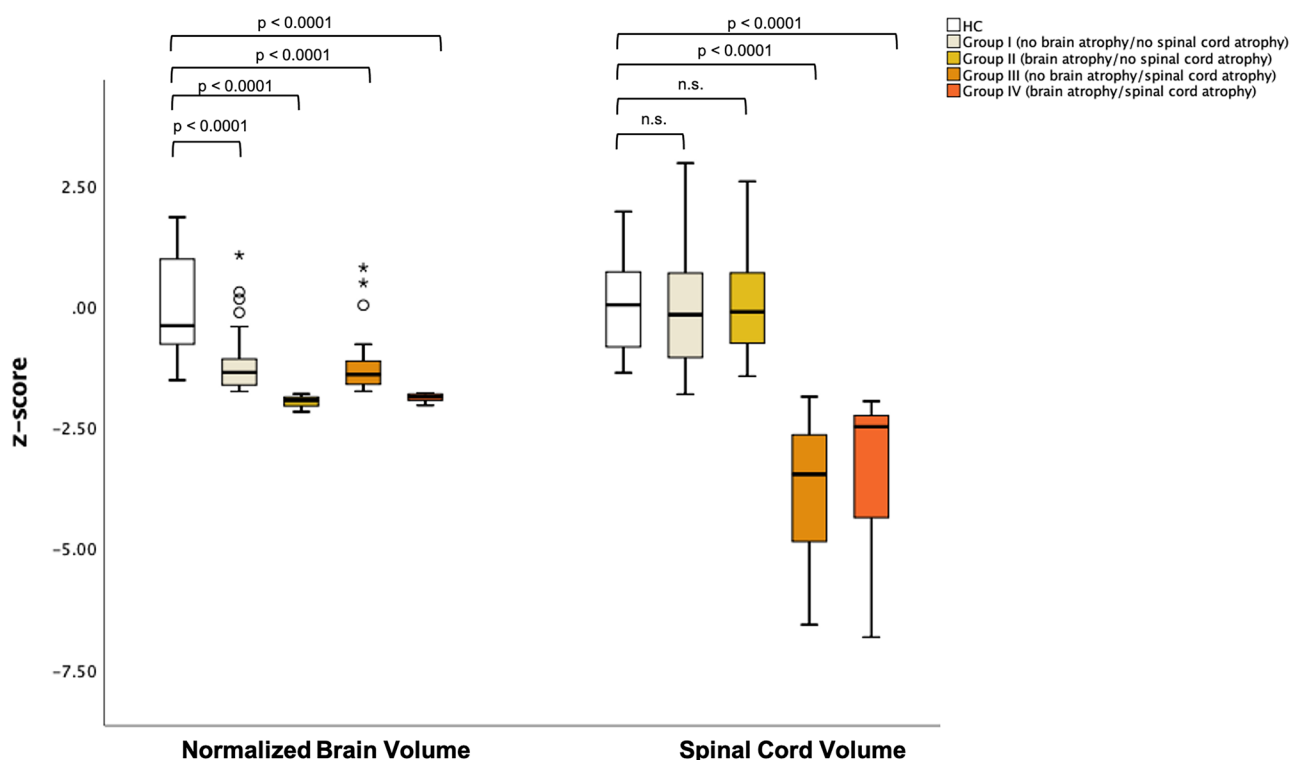 p < 0.0001
p < 0.0001
p < 0.0001
p < 0.0001
p < 0.0001
p < 0.0001
n.s.
n.s.
HC
Group I (no brain atrophy/no spinal cord atrophy)
Group II (brain atrophy/no spinal cord atrophy)
Group III (no brain atrophy/spinal cord atrophy)
Group IV (brain atrophy/spinal cord atrophy)
z-score
2.50
.00
-2.50
-5.00
-7.50
Normalized Brain Volume
Spinal Cord Volume